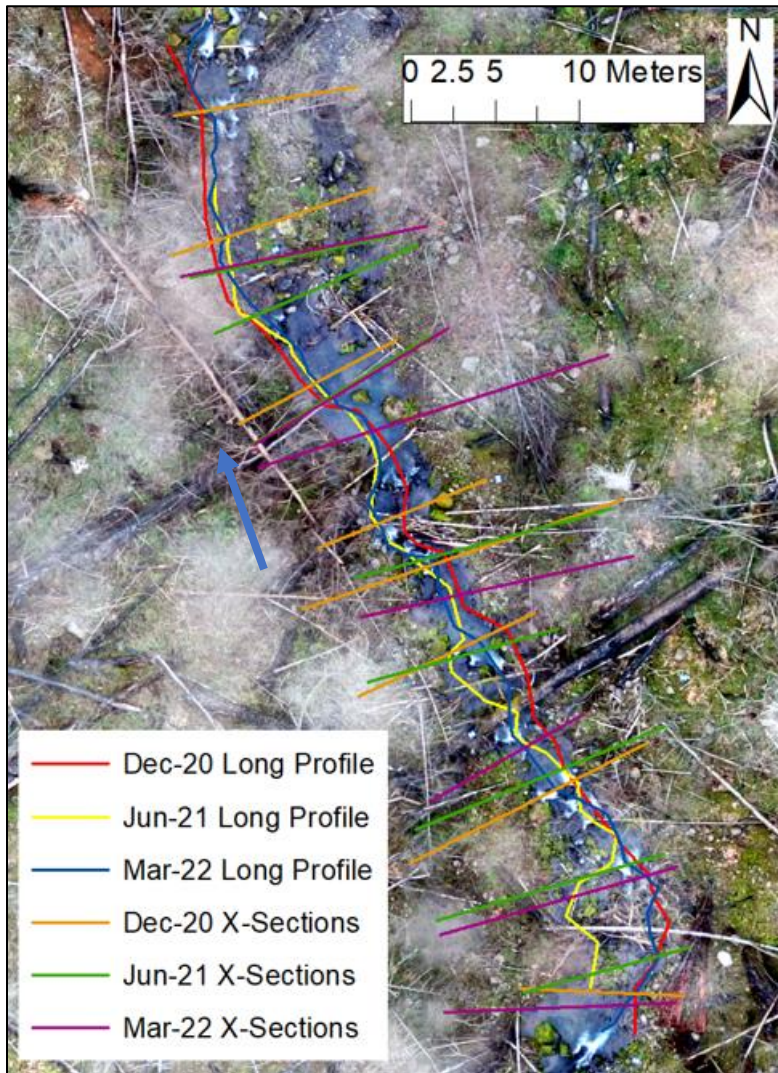 N
0 2.5 5 10 Meters
Dec-20 Long Profile
Jun-21 Long Profile
Mar-22 Long Profile
Dec-20 X-Sections
Jun-21 X-Sections
Mar-22 X-Sections